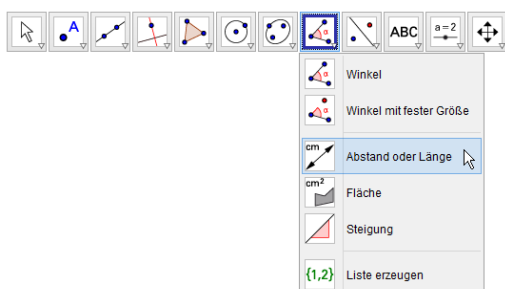 A
α
ABC
a=2
Winkel
α
Winkel mit fester Größe
α
cm
Abstand oder Länge
cm²
Fläche
Steigung
{1,2}
Liste erzeugen